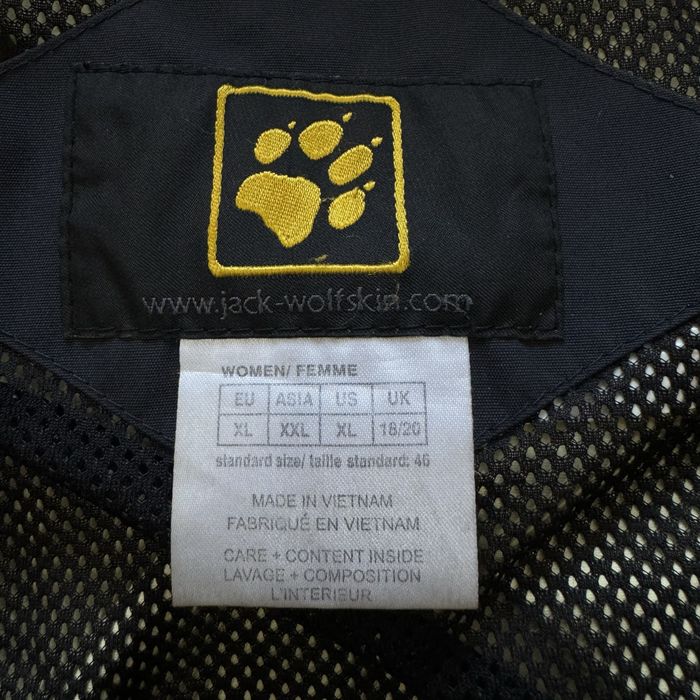 www.jack-wolfskin.com
WOMEN/ FEMME
EU ASIA US UK
XL XXL XL 18/20
standard size/ taille standard: 46
MADE IN VIETNAM
FABRIQUÉ EN VIETNAM
CARE + CONTENT INSIDE
LAVAGE + COMPOSITION
L'INTERIEUR